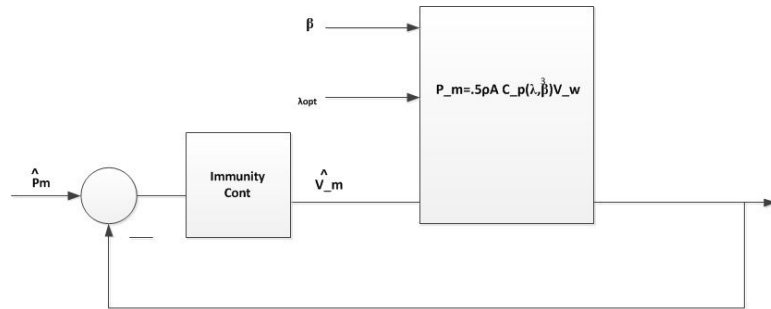 β
λopt
P_m=.5ρA C_p(λ,β)V_w
3
^
Pm
Immunity
Cont
^
V_m